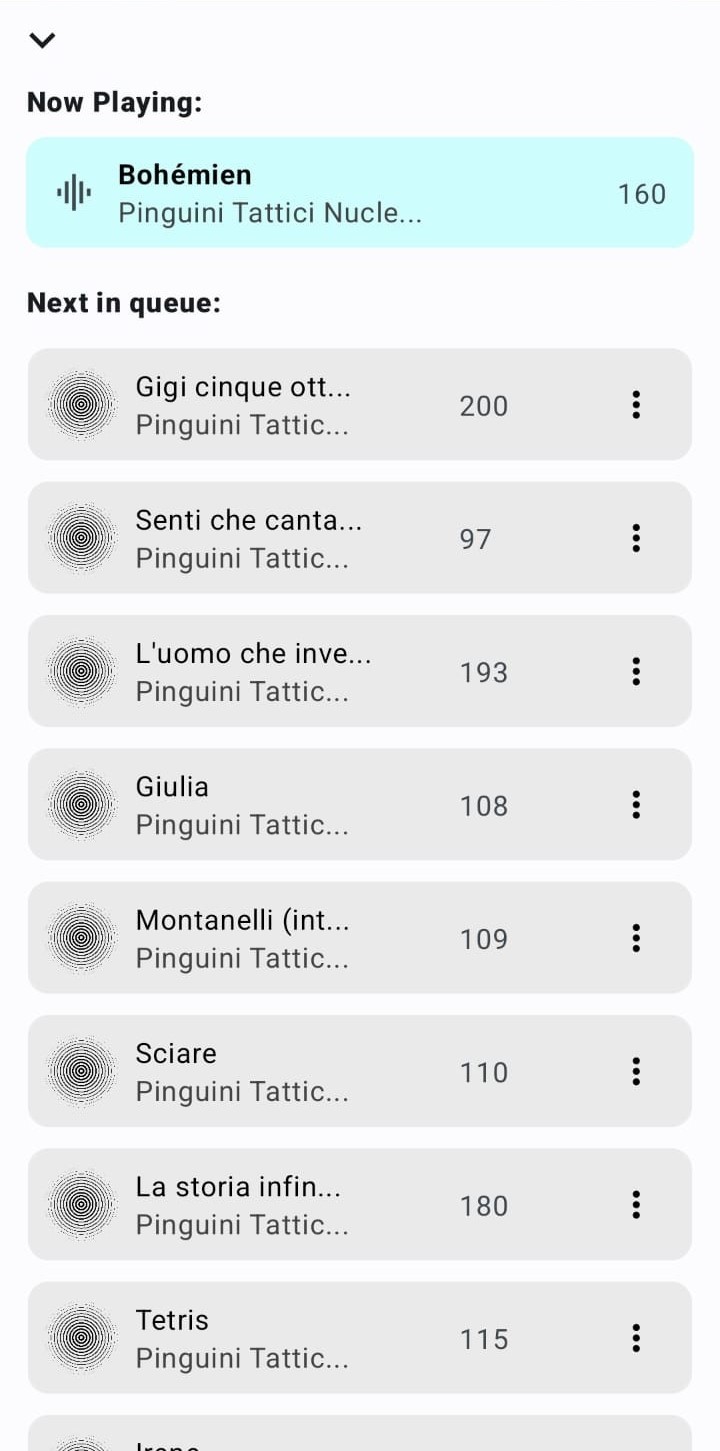 Now Playing:
Bohémien
Pinguini Tattici Nucle...
160
Next in queue:
Gigi cinque ott...
Pinguini Tattic...
200
Senti che canta...
Pinguini Tattic...
97
L'uomo che inve...
Pinguini Tattic...
193
Giulia
Pinguini Tattic...
108
Montanelli (int...
Pinguini Tattic...
109
Sciare
Pinguini Tattic...
110
La storia infin...
Pinguini Tattic...
180
Tetris
Pinguini Tattic...
115